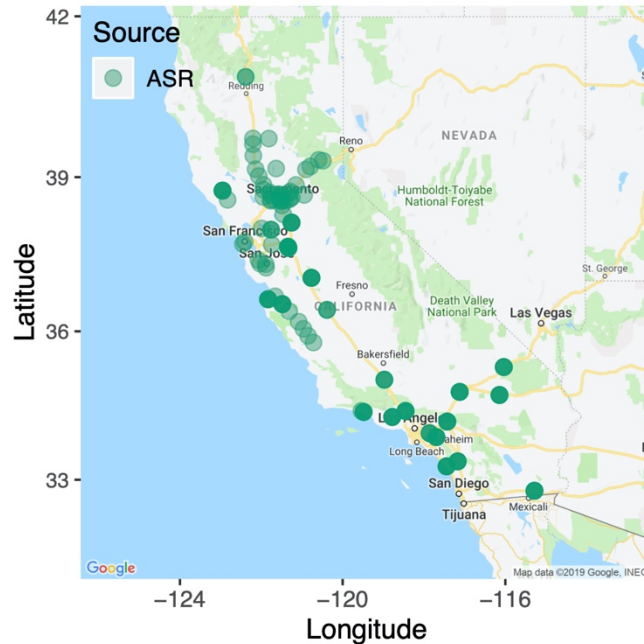 42
39
36
33
Latitude
Source
ASR
Redding
Reno
NEVADA
Humboldt-Toiyabe
National Forest
San Francisco
San Jose
Fresno
CALIFORNIA
St. George
Death Valley
National Park
Las Vegas
Bakersfield
Long Beach
San Diego
Mexicali
Tijuana
Google
Map data ©2019 Google, INE
−124
−120
−116
Longitude